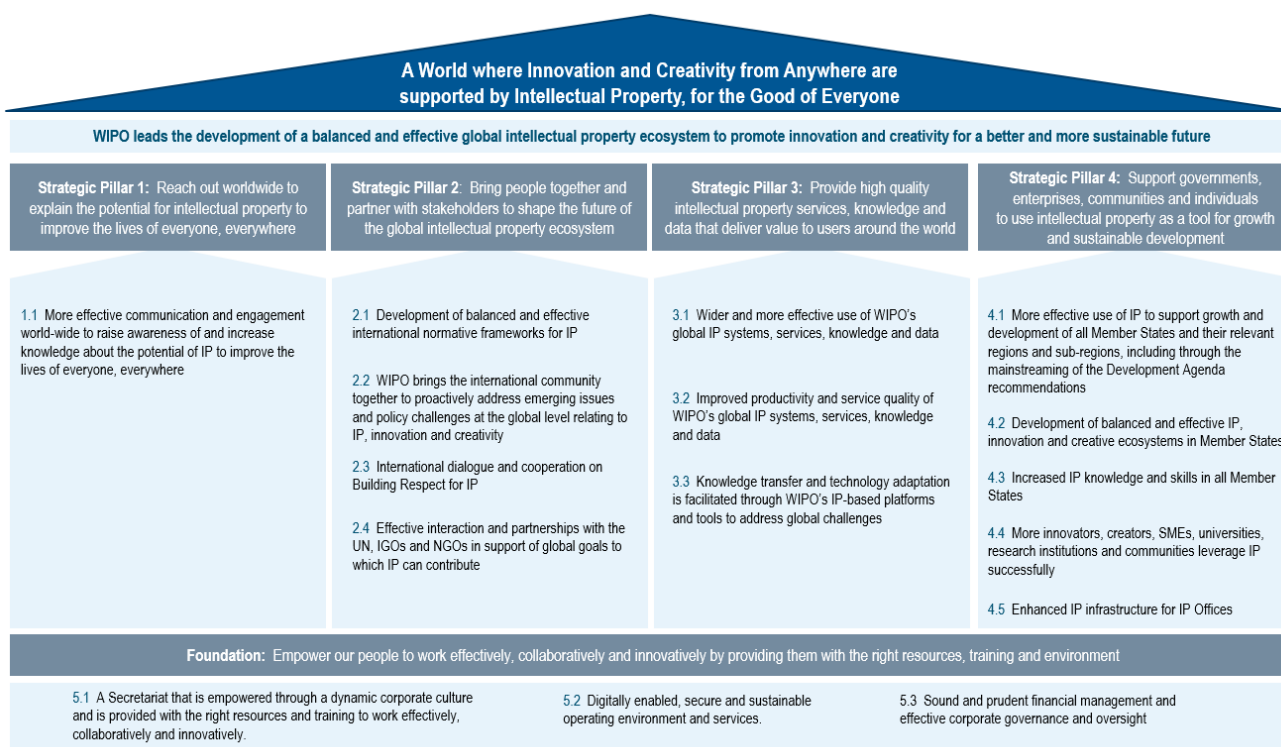 A World where Innovation and Creativity from Anywhere are
supported by Intellectual Property, for the Good of Everyone
WIPO leads the development of a balanced and effective global intellectual property ecosystem to promote innovation and creativity for a better and more sustainable future
Strategic Pillar 1: Reach out worldwide to
explain the potential for intellectual property to
improve the lives of everyone, everywhere
Strategic Pillar 2: Bring people together and
partner with stakeholders to shape the future of
the global intellectual property ecosystem
Strategic Pillar 3: Provide high quality
intellectual property services, knowledge and
data that deliver value to users around the world
Strategic Pillar 4: Support governments,
enterprises, communities and individuals
to use intellectual property as a tool for growth
and sustainable development
1.1 More effective communication and engagement
world-wide to raise awareness of and increase
knowledge about the potential of IP to improve the
lives of everyone, everywhere
2.1 Development of balanced and effective
international normative frameworks for IP
2.2 WIPO brings the international community
together to proactively address emerging issues
and policy challenges at the global level relating to
IP, innovation and creativity
2.3 International dialogue and cooperation on
Building Respect for IP
2.4 Effective interaction and partnerships with the
UN, IGOs and NGOs in support of global goals to
which IP can contribute
3.1 Wider and more effective use of WIPO's
global IP systems, services, knowledge and data
3.2 Improved productivity and service quality of
WIPO's global IP systems, services, knowledge
and data
3.3 Knowledge transfer and technology adaptation
is facilitated through WIPO's IP-based platforms
and tools to address global challenges
4.1 More effective use of IP to support growth and
development of all Member States and their relevant
regions and sub-regions, including through the
mainstreaming of the Development Agenda
recommendations
4.2 Development of balanced and effective IP,
innovation and creative ecosystems in Member States
4.3 Increased IP knowledge and skills in all Member
States
4.4 More innovators, creators, SMEs, universities,
research institutions and communities leverage IP
successfully
4.5 Enhanced IP infrastructure for IP Offices
Foundation: Empower our people to work effectively, collaboratively and innovatively by providing them with the right resources, training and environment
5.1 A Secretariat that is empowered through a dynamic corporate culture
and is provided with the right resources and training to work effectively,
collaboratively and innovatively.
5.2 Digitally enabled, secure and sustainable
operating environment and services.
5.3 Sound and prudent financial management and
effective corporate governance and oversight